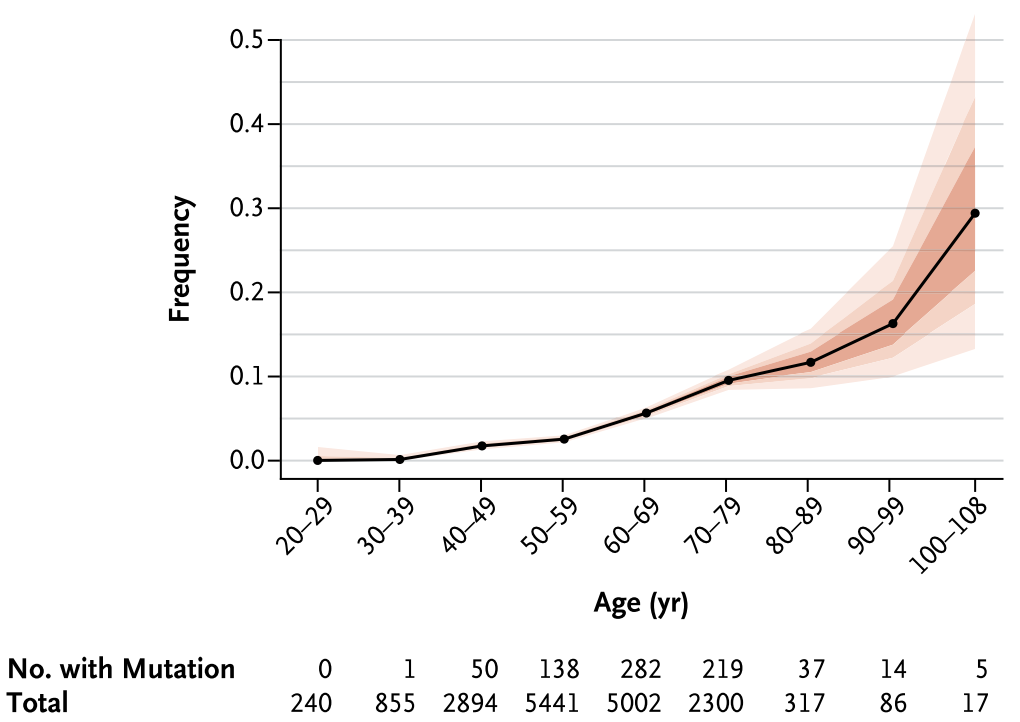 0.5
0.4
0.3
0.2
0.1
0.0
Frequency
20–29 30–39 40–49 50–59 60–69 70–79 80–89 90–99 100–108
Age (yr)
No. with Mutation 0 1 50 138 282 219 37 14 5
Total 240 855 2894 5441 5002 2300 317 86 17